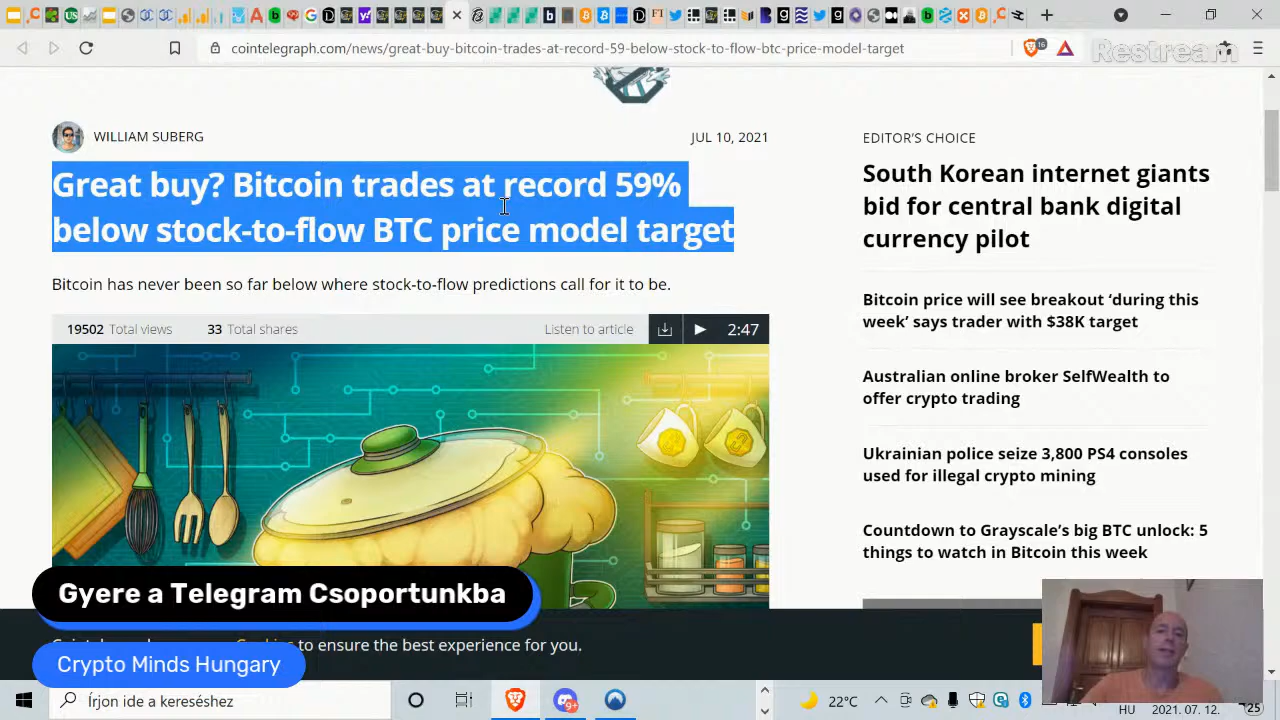 cointelegraph.com/news/great-buy-bitcoin-trades-at-record-59-below-stock-to-flow-btc-price-model-target
16
Restream
WILLIAM SUBERG
JUL 10, 2021
Great buy? Bitcoin trades at record 59%
below stock-to-flow BTC price model target
Bitcoin has never been so far below where stock-to-flow predictions call for it to be.
19502 Total views
33 Total shares
Listen to article
2:47
EDITOR'S CHOICE
South Korean internet giants
bid for central bank digital
currency pilot
Bitcoin price will see breakout ‘during this
week’ says trader with $38K target
Australian online broker SelfWealth to
offer crypto trading
Ukrainian police seize 3,800 PS4 consoles
used for illegal crypto mining
Countdown to Grayscale’s big BTC unlock: 5
things to watch in Bitcoin this week
Gyere a Telegram Csoportunkba
to ensure the best experience for you.
Crypto Minds Hungary
Írjon ide a kereséshez
9+
22°C
HU
2021. 07. 12.
25